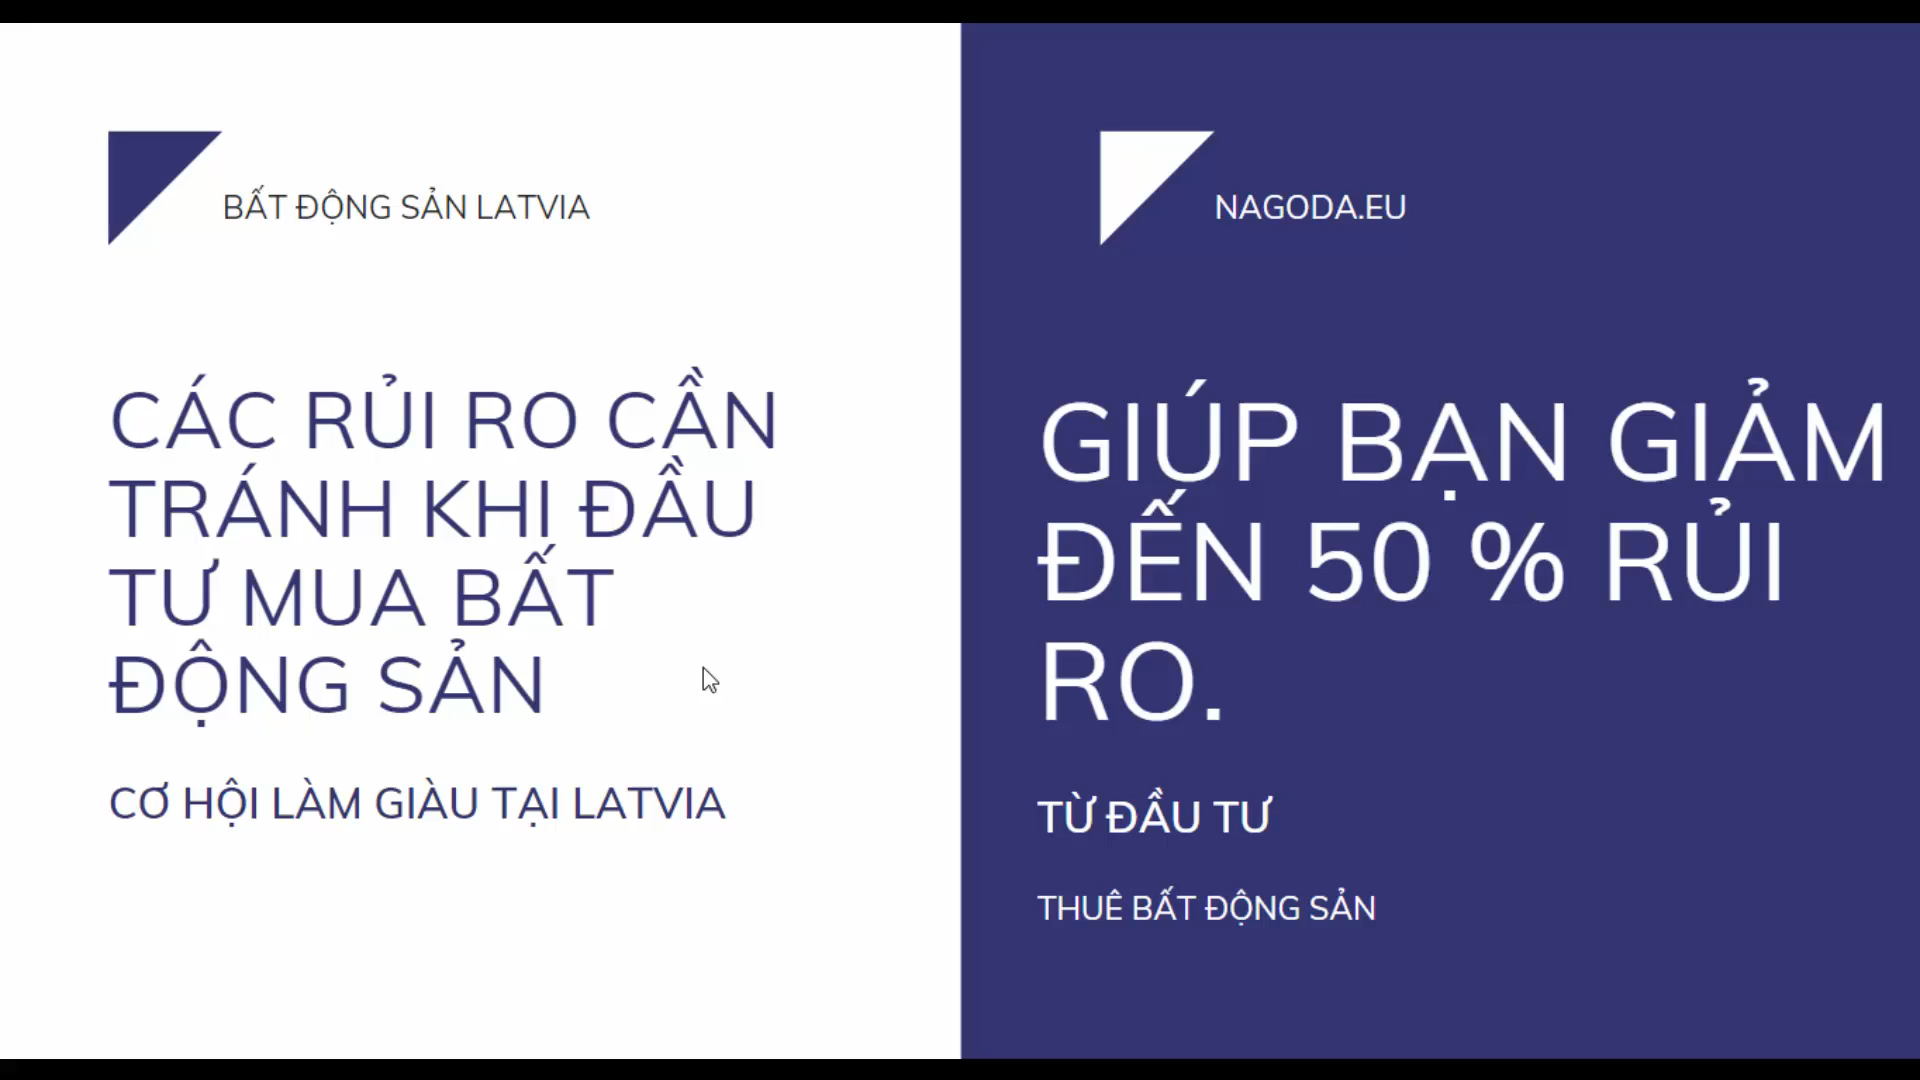 BẤT ĐỘNG SẢN LATVIA
CÁC RỦI RO CẦN
TRÁNH KHI ĐẦU
TƯ MUA BẤT
ĐỘNG SẢN
CƠ HỘI LÀM GIÀU TẠI LATVIA
NAGODA.EU
GIÚP BẠN GIẢM
ĐẾN 50 % RỦI
RO.
TỪ ĐẦU TƯ
THUÊ BẤT ĐỘNG SẢN